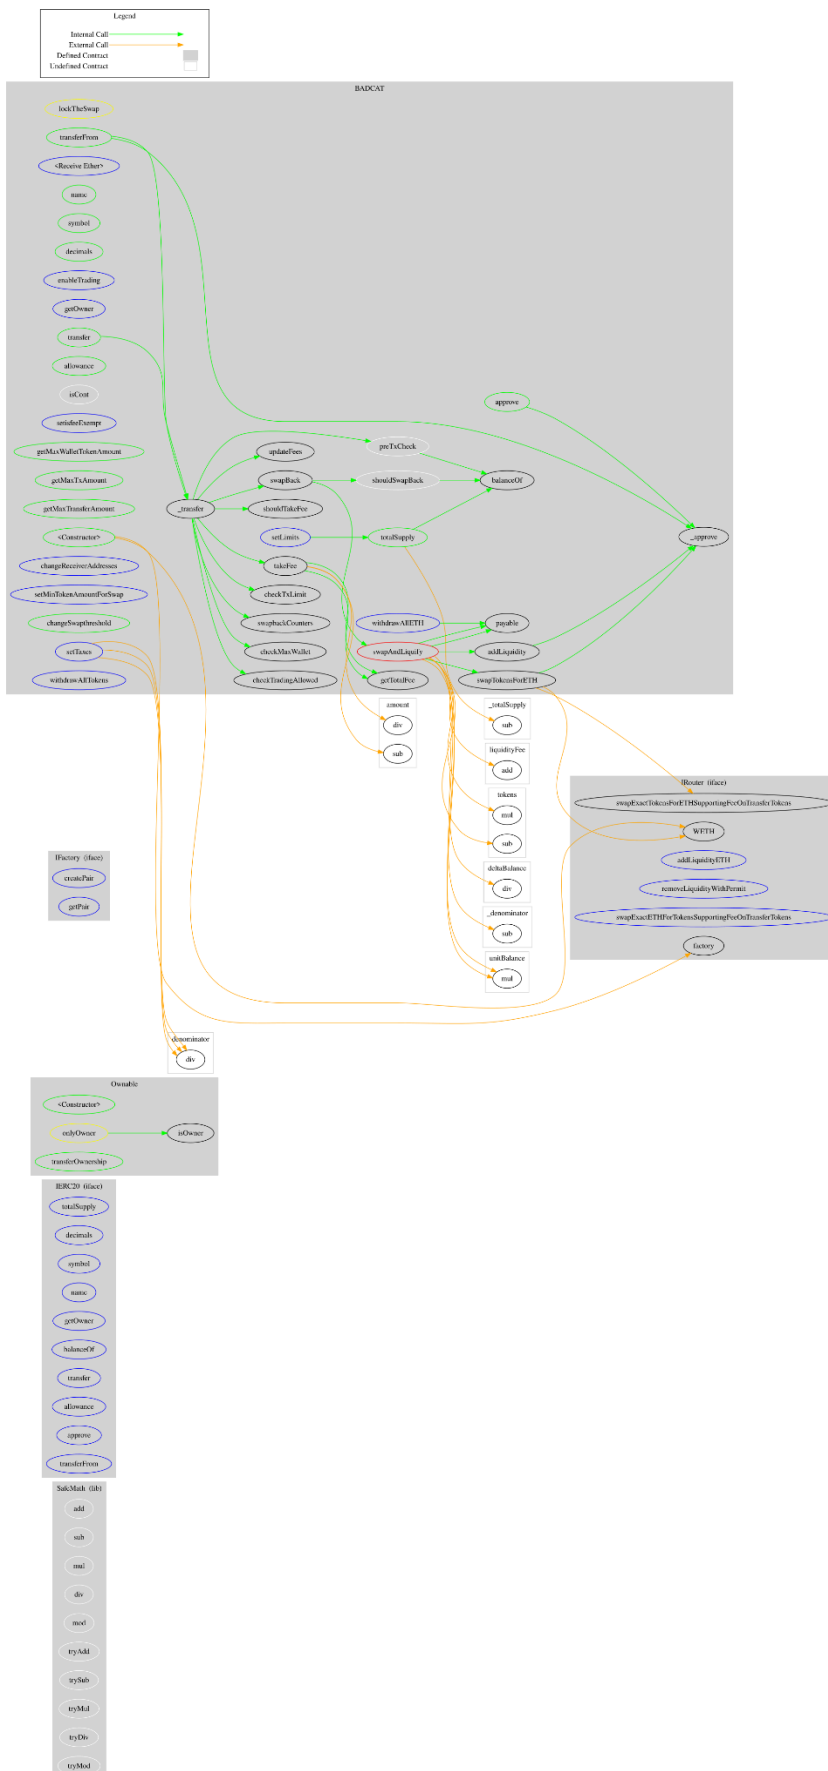 Legend
Internal Call
External Call
Defined Contract
Undefined Contract
BADCAT
lockTheSwap
transferFrom
<Receive Ether>
name
symbol
decimals
enableTrading
getOwner
transfer
allowance
isCont
setisfeeExempt
getMaxWalletTokenAmount
getMaxTxAmount
getMaxTransferAmount
<Constructor>
changeReceiverAddresses
setMinTokenAmountForSwap
changeSwapthreshold
setTaxes
withdrawAllTokens
_transfer
updateFees
swapBack
shouldTakeFee
setLimits
takeFee
checkTxLimit
swapbackCounters
checkMaxWallet
checkTradingAllowed
preTxCheck
shouldSwapBack
totalSupply
withdrawAllETH
swapAndLiquify
getTotalFee
approve
balanceOf
payable
addLiquidity
swapTokensForETH
_approve
amount
div
sub
_totalSupply
sub
liquidityFee
add
tokens
mul
sub
deltaBalance
div
_denominator
sub
unitBalance
mul
IRouter (iface)
swapExactTokensForETHSupportingFeeOnTransferTokens
WETH
addLiquidityETH
removeLiquidityWithPermit
swapExactETHForTokensSupportingFeeOnTransferTokens
factory
IFactory (iface)
createPair
getPair
denominator
div
Ownable
<Constructor>
onlyOwner
isOwner
transferOwnership
IERC20 (iface)
totalSupply
decimals
symbol
name
getOwner
balanceOf
transfer
allowance
approve
transferFrom
SafeMath (lib)
add
sub
mul
div
mod
tryAdd
trySub
tryMul
tryDiv
tryMod